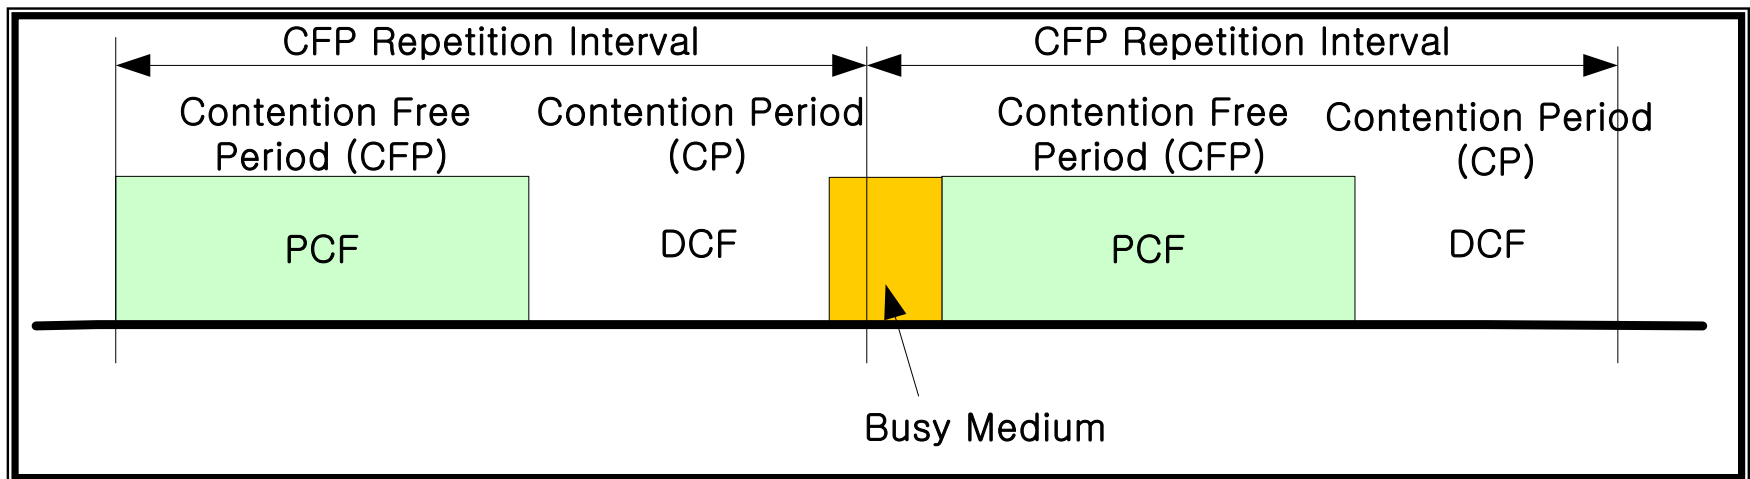 CFP Repetition Interval
CFP Repetition Interval
Contention Free
Period (CFP)
Contention Period
(CP)
Contention Free
Period (CFP)
Contention Period
(CP)
PCF
DCF
PCF
DCF
Busy Medium